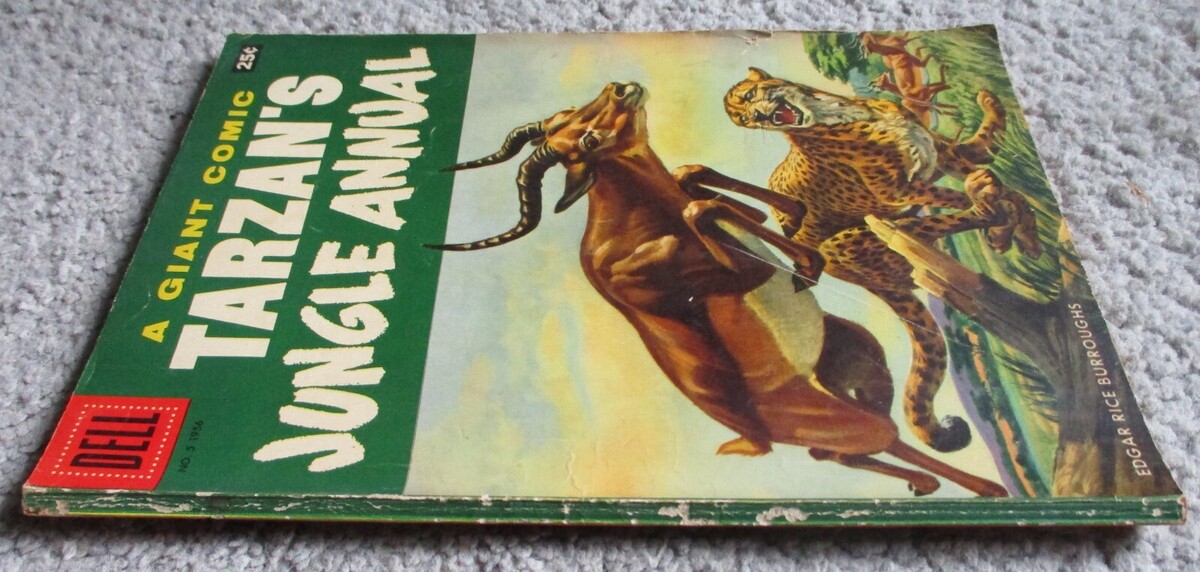 25¢
A GIANT COMIC
TARZAN'S
JUNGLE ANNUAL
DELL
NO. 5 1956
EDGAR RICE BURROUGHS